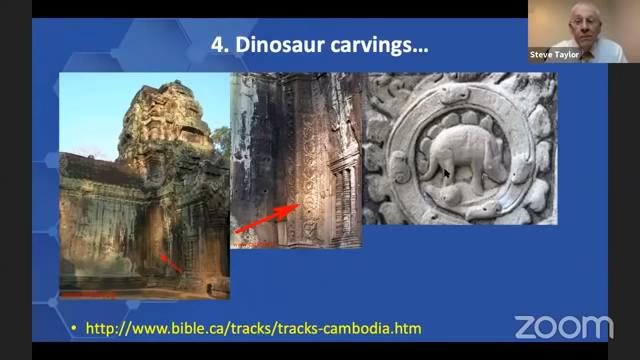 4. Dinosaur carvings...
Steve Taylor
• http://www.bible.ca/tracks/tracks-cambodia.htm
zoom